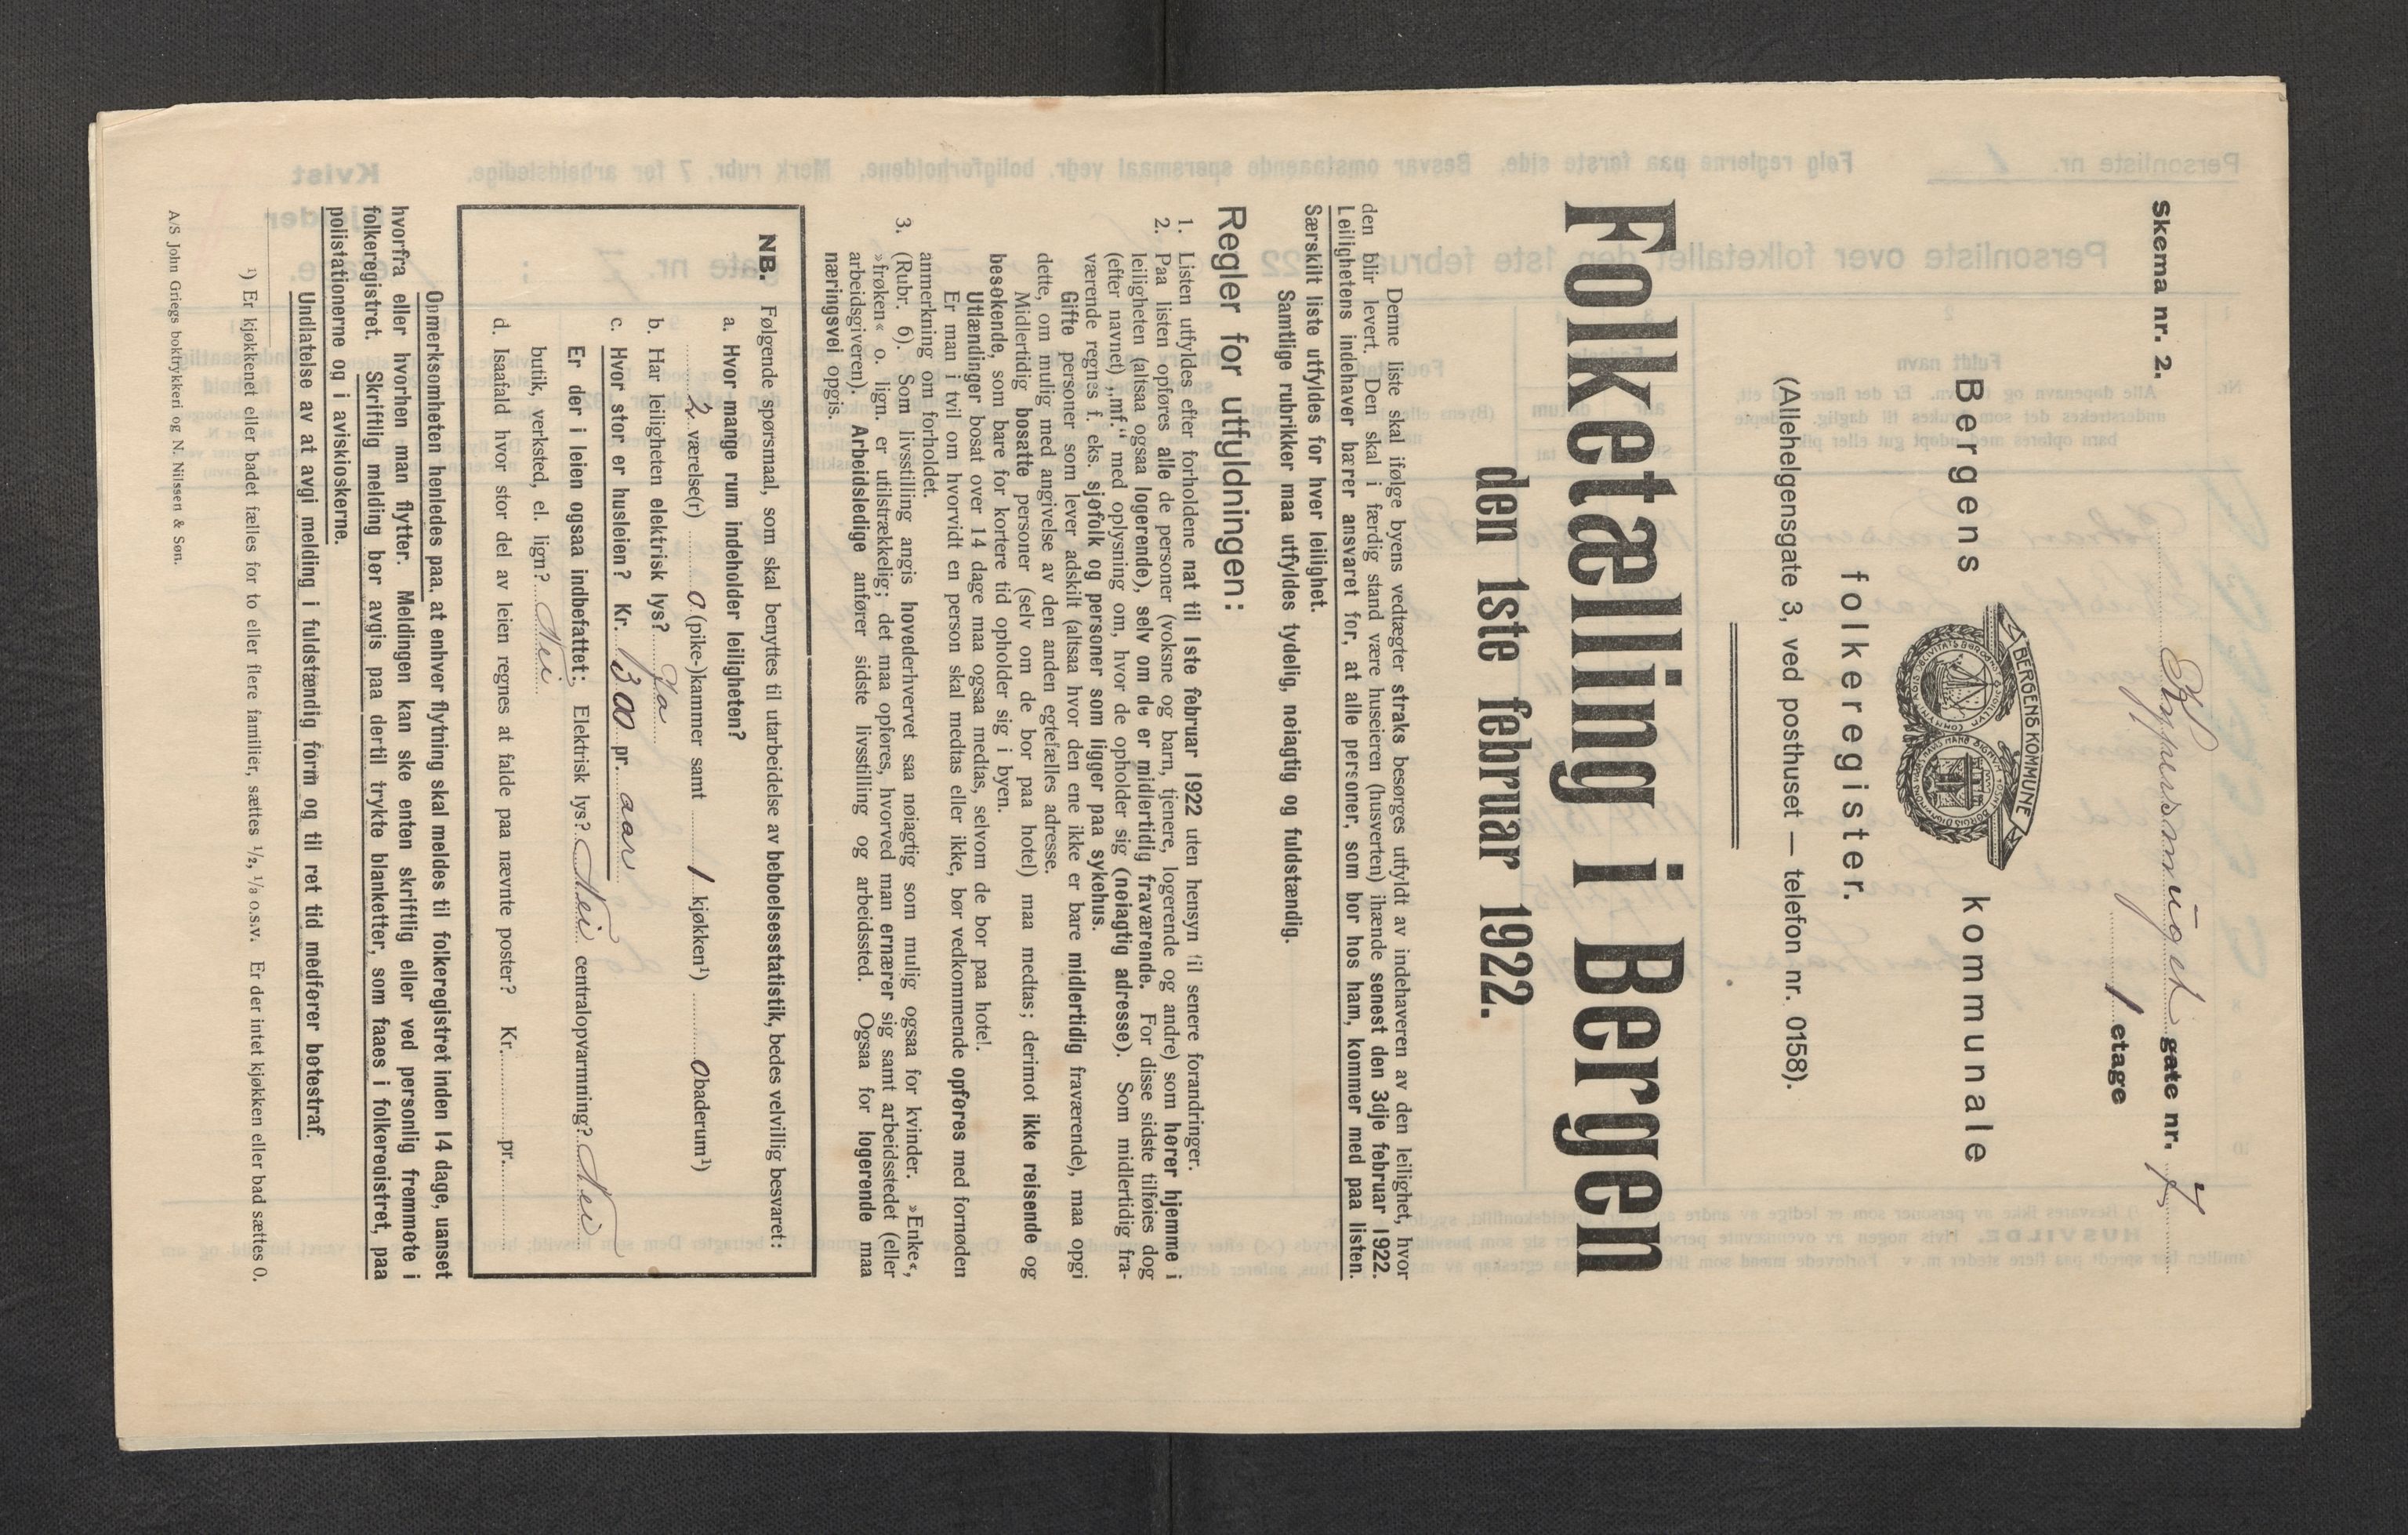 Skema nr. 2.
gate nr. 7
1 etage
Bergens kommunale
BERGENS KOMMUNE
folkeregister.
(Allehelgensgate 3, ved posthuset — telefon nr. 0158).
Folketælling i Bergen
den 1ste februar 1922.
Denne liste skal ifølge byens vedtægter straks besørges utfyldt av indehaveren av den leilighet, hvor
den blir levert. Den skal i færdig stand være huseieren (husverten) ihænde senest den 3dje februar 1922.
Leilighetens indehaver bærer ansvaret for, at alle personer, som bor hos ham, kommer med paa listen.
Særskilt liste utfyldes for hver leilighet.
Samtlige rubrikker maa utfyldes tydelig, nøiagtig og fuldstændig.
Regler for utfyldningen:
1. Listen utfyldes efter forholdene nat til 1ste februar 1922 uten hensyn til senere forandringer.
2. Paa listen opføres alle de personer (voksne og barn, tjenere, logerende og andre) som hører hjemme i
leiligheten (altsaa ogsaa logerende), selv om de er midlertidig fraværende. For disse sidste tilføies dog
(efter navnet) „mf.“ med oplysning om, hvor de opholder sig (nøiagtig adresse). Som midlertidig fra-
værende regnes f. eks. sjøfolk og personer som ligger paa sykehus.
Gifte personer som lever adskilt (altsaa hvor den ene ikke er bare midlertidig fraværende), maa opgi
dette, om mulig med angivelse av den anden egtefælles adresse.
Midlertidig bosatte personer (selv om de bor paa hotel) maa medtas; derimot ikke reisende og
besøkende, som bare for kortere tid opholder sig i byen.
Utlændinger bosat over 14 dage maa ogsaa medtas, selvom de bor paa hotel.
Er man i tvil om hvorvidt en person skal medtas eller ikke, bør vedkommende opføres med fornøden
anmerkning om forholdet.
3. (Rubr. 6). Som livsstilling angis hovederhvervet saa nøiagtig som mulig ogsaa for kvinder. »Enke«,
»frøken« o. lign. er utilstrækkelig; det maa opføres, hvorved man ernærer sig samt arbeidsstedet (eller
arbeidsgiveren). Arbeidsledige anfører sidste livsstilling og arbeidssted. Ogsaa for logerende maa
næringsvei opgis.
NB. Følgende spørsmaal, som skal benyttes til utarbeidelse av beboelsesstatistik, bedes velvillig besvaret:
a. Hvor mange rum indeholder leiligheten?
2 værelse(r) 0 (pike-)kammer samt 1 kjøkken¹) 0 baderum¹)
b. Har leiligheten elektrisk lys? Ja
c. Hvor stor er husleien? Kr. 1300 pr. aar
Er der i leien ogsaa indbefattet: Elektrisk lys? Nei centralopvarmning? Nei
butik, verksted, el. lign? Nei
d. Isaafald hvor stor del av leien regnes at falde paa nævnte poster? Kr. pr.
Opmerksomheten henledes paa, at enhver flytning skal meldes til folkeregistret inden 14 dage, uanset
hvorfra eller hvorhen man flytter. Meldingen kan ske enten skriftlig eller ved personlig fremmøte i
folkeregistret. Skriftlig melding bør avgis paa dertil trykte blanketter, som faaes i folkeregistret, paa
polistationerne og i aviskioskerne.
Undlatelse av at avgi melding i fuldstændig form og til ret tid medfører bøtestraf.
¹) Er kjøkkenet eller badet fælles for to eller flere familier, sættes ¹/₂, ¹/₃ o.s.v. Er der intet kjøkken eller bad sættes 0.
A/S John Griegs boktrykkeri og N. Nilssen & Søn.